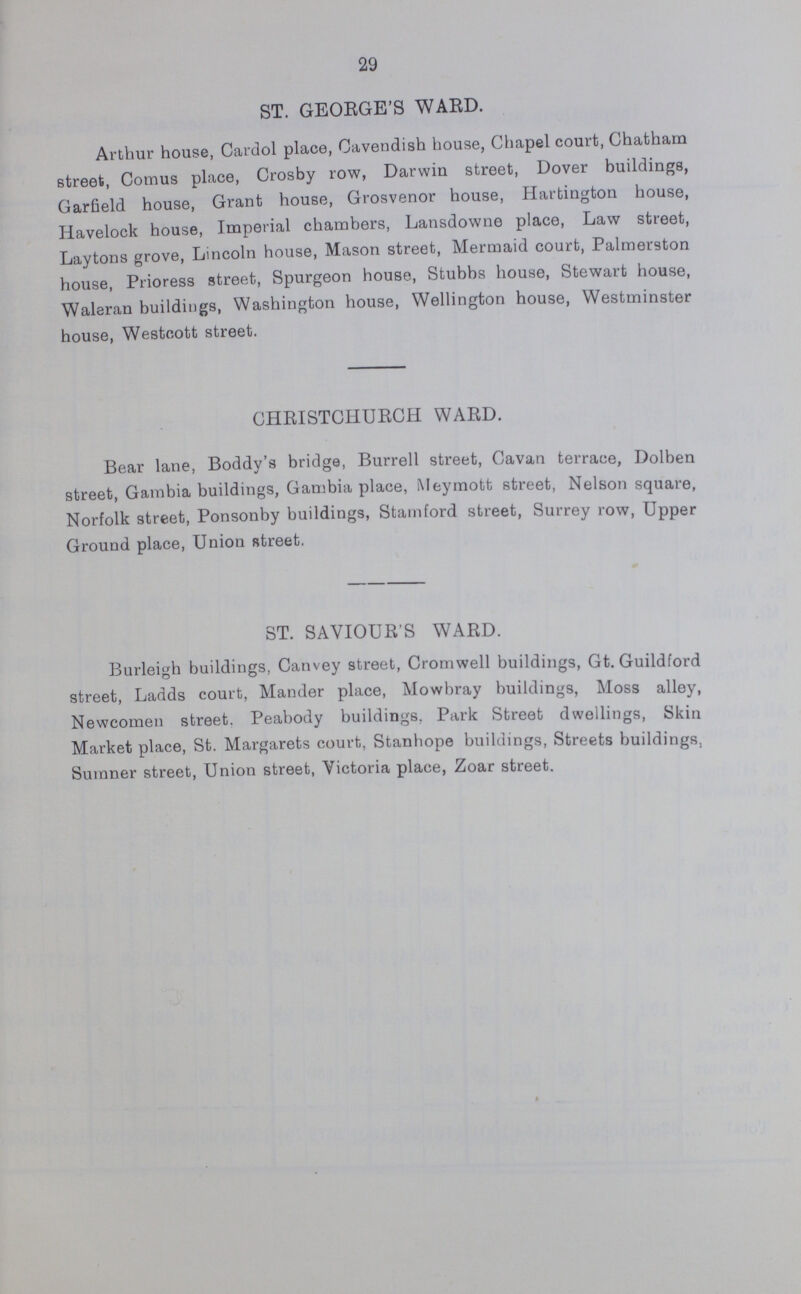 29
ST. GEORGE'S WARD.
Arthur house, Cardol place, Cavendish house, Chapel court, Chatham
street, Comus place, Crosby row, Darwin street, Dover buildings,
Garfield house, Grant house, Grosvenor house, Hartington house,
Havelock house, Imperial chambers, Lansdowne place, Law street,
Laytons grove, Lincoln house, Mason street, Mermaid court, Palmerston
house, Prioress street, Spurgeon house, Stubbs house, Stewart house,
Waleran buildings, Washington house, Wellington house, Westminster
house, Westcott street.
CHRISTCHURCH WARD.
Bear lane, Boddy's bridge, Burrell street, Cavan terrace, Dolben
street, Gambia buildings, Gambia place, Meymott street, Nelson square,
Norfolk street, Ponsonby buildings, Stamford street, Surrey row, Upper
Ground place, Union street.
ST. SAVIOUR'S WARD.
Burleigh buildings, Canvey street, Cromwell buildings, Gt. Guildford
street, Ladds court, Mander place, Mowbray buildings, Moss alley,
Newcomen street, Peabody buildings, Park Street dwellings, Skin
Market place, St. Margarets court, Stanhope buildings, Streets buildings,
Sumner street, Union street, Victoria place, Zoar street.